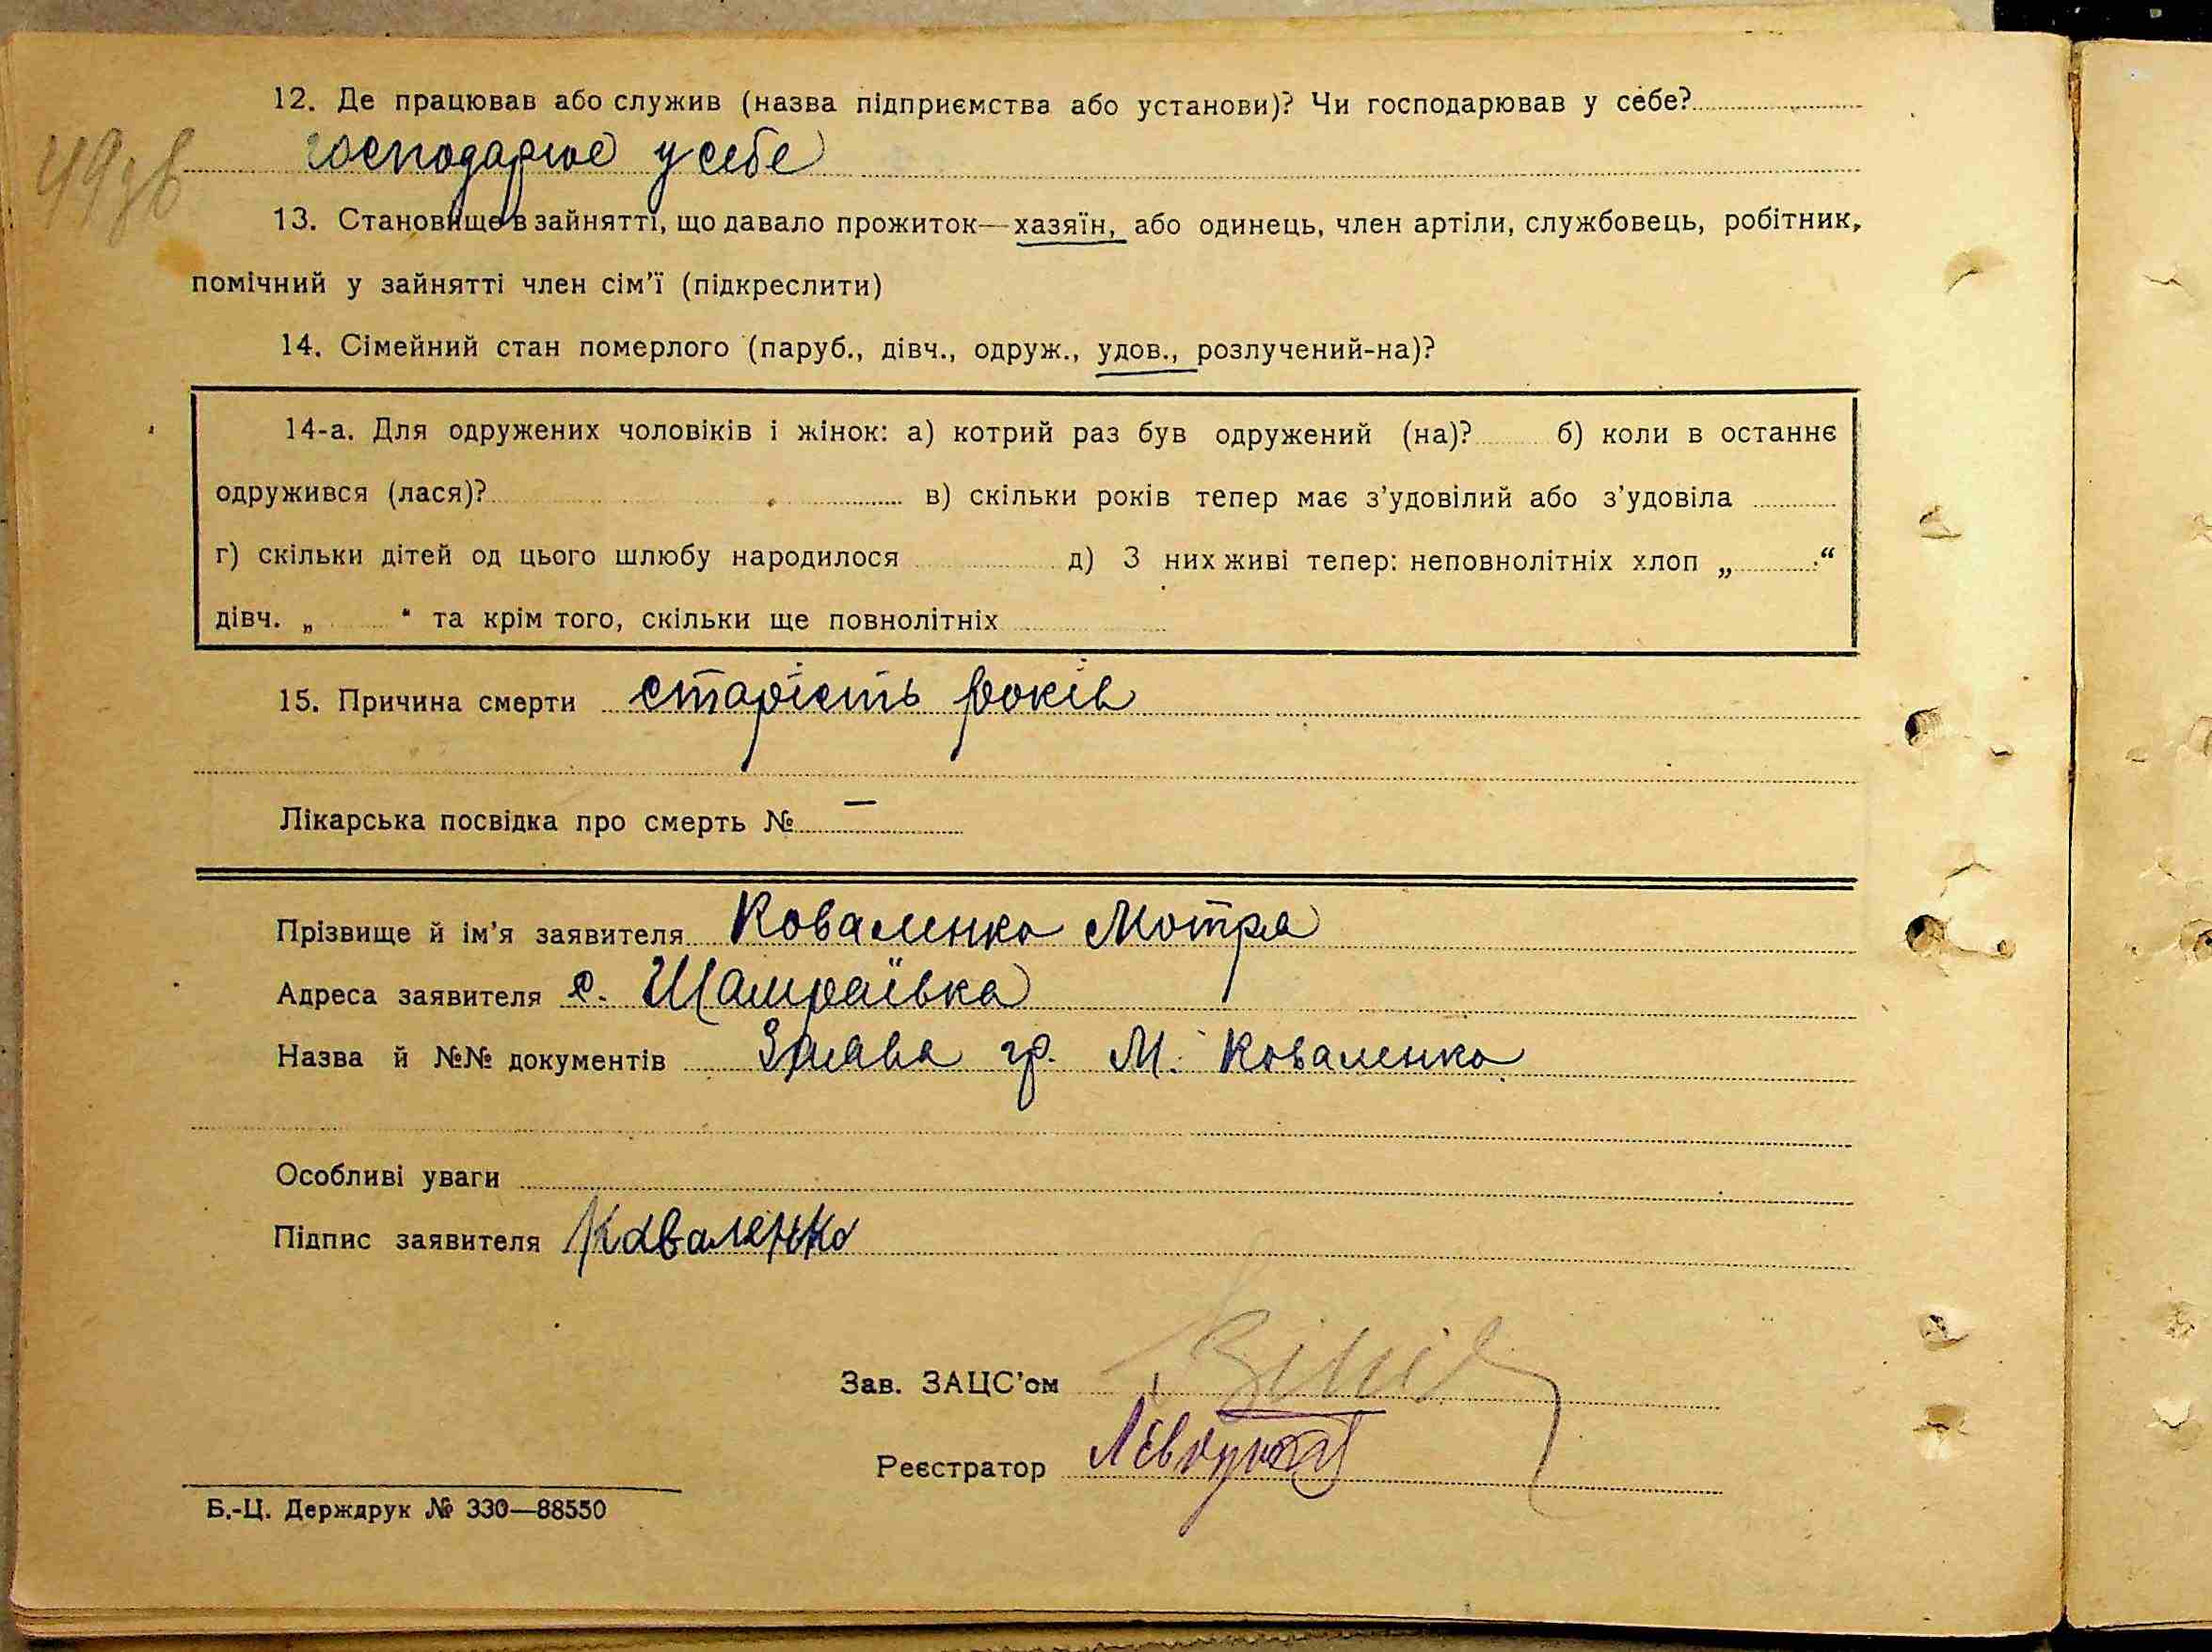 12. Де працював або служив (назва підприємства або установи)? Чи господарював у себе?
49зв
господарює у себе
13. Становище в зайнятті, що давало прожиток—хазяїн, або одинець, член артіли, службовець, робітник,
помічний у зайнятті член сім'ї (підкреслити)
14. Сімейний стан померлого (паруб., дівч., одруж., удов., розлучений-на)?
14-а. Для одружених чоловіків і жінок: а) котрий раз був одружений (на)? б) коли в останнє
одружився (лася)? в) скільки років тепер має з'удовілий або з'удовіла
г) скільки дітей од цього шлюбу народилося д) З них живі тепер: неповнолітніх хлоп „ “
дівч. „ “ та крім того, скільки ще повнолітніх
15. Причина смерти старість років
Лікарська посвідка про смерть № —
Прізвище й ім'я заявителя Коваленко Мотря
Адреса заявителя с. Шамраївка
Назва й №№ документів Заява гр. М. Коваленко
Особливі уваги
Підпис заявителя Коваленко
Зав. ЗАЦС'ом
Реєстратор
Б.-Ц. Держдрук № 330—88550